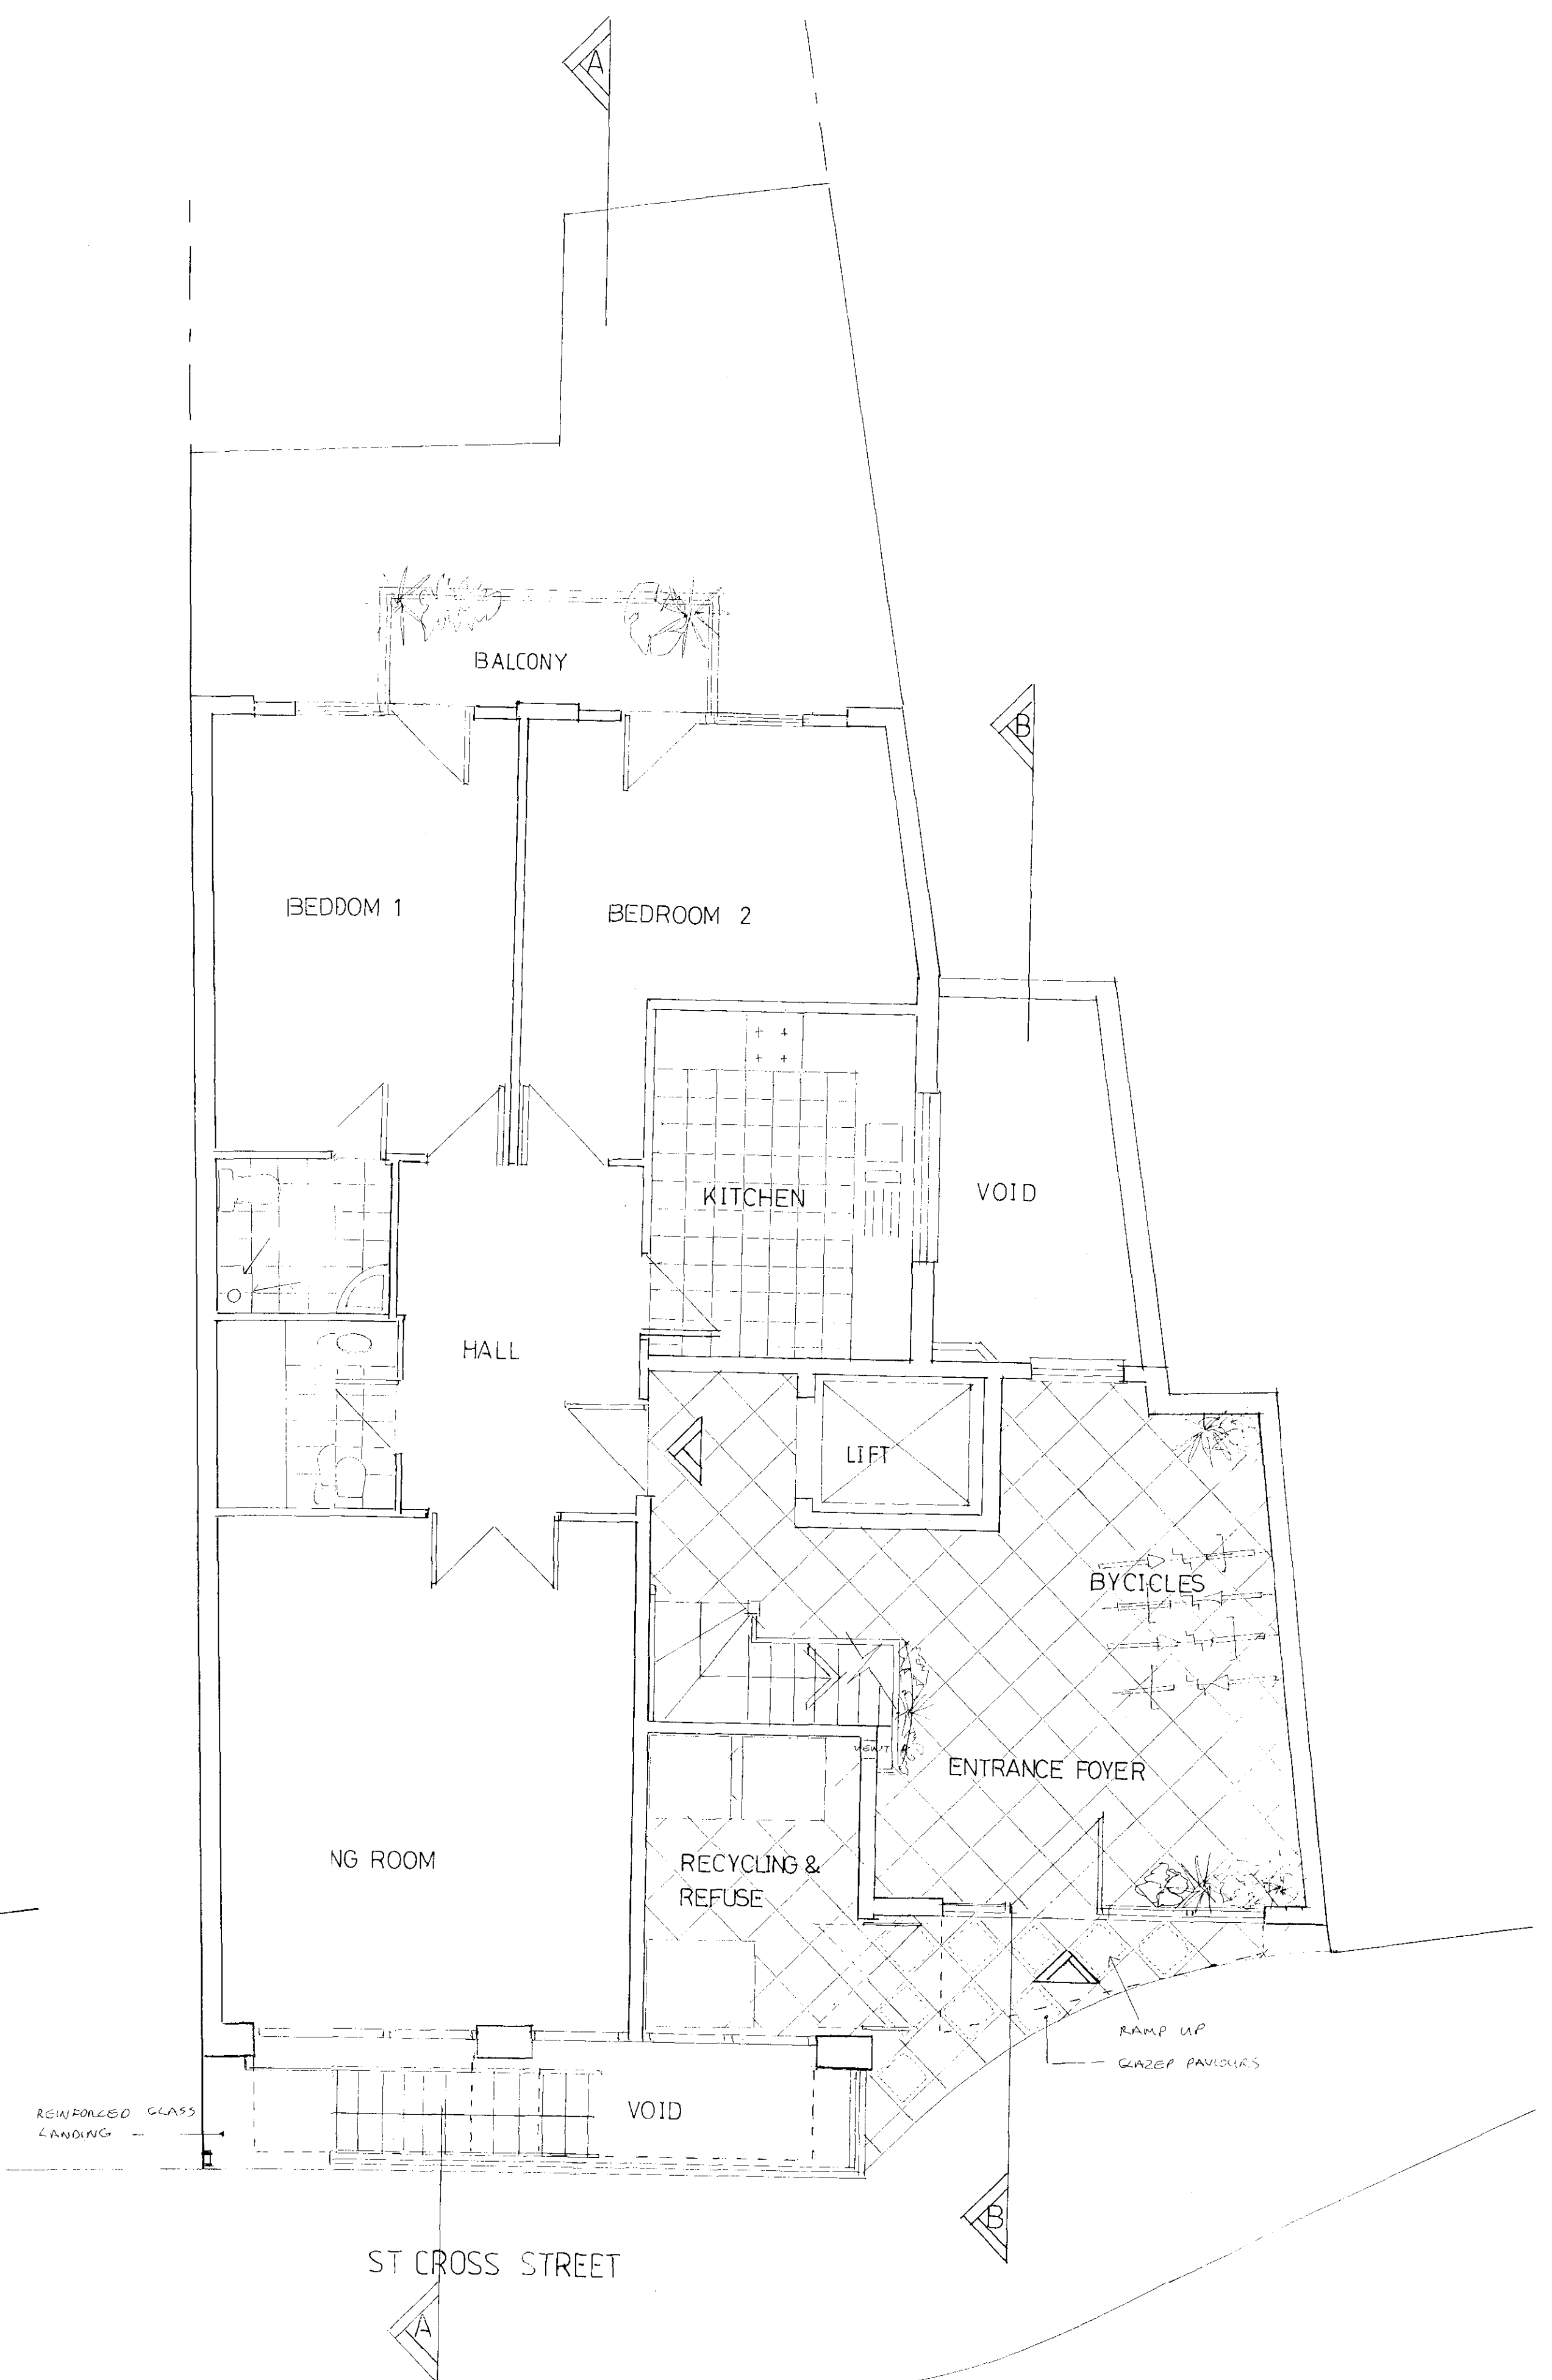 A
BALCONY
B
BEDDOM 1
BEDROOM 2
KITCHEN
VOID
HALL
LIFT
BYCICLES
ENTRANCE FOYER
NG ROOM
RECYCLING &
REFUSE
RAMP UP
GLAZED PAVIOURS
REINFORCED GLASS
LANDING
VOID
B
ST CROSS STREET
A